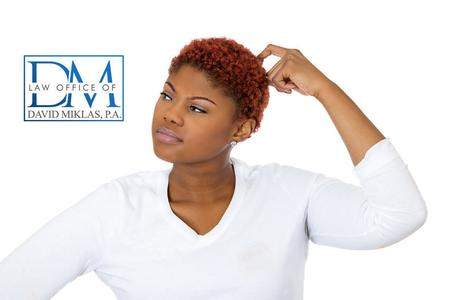 DM
LAW OFFICE OF
DAVID MIKLAS, P.A.